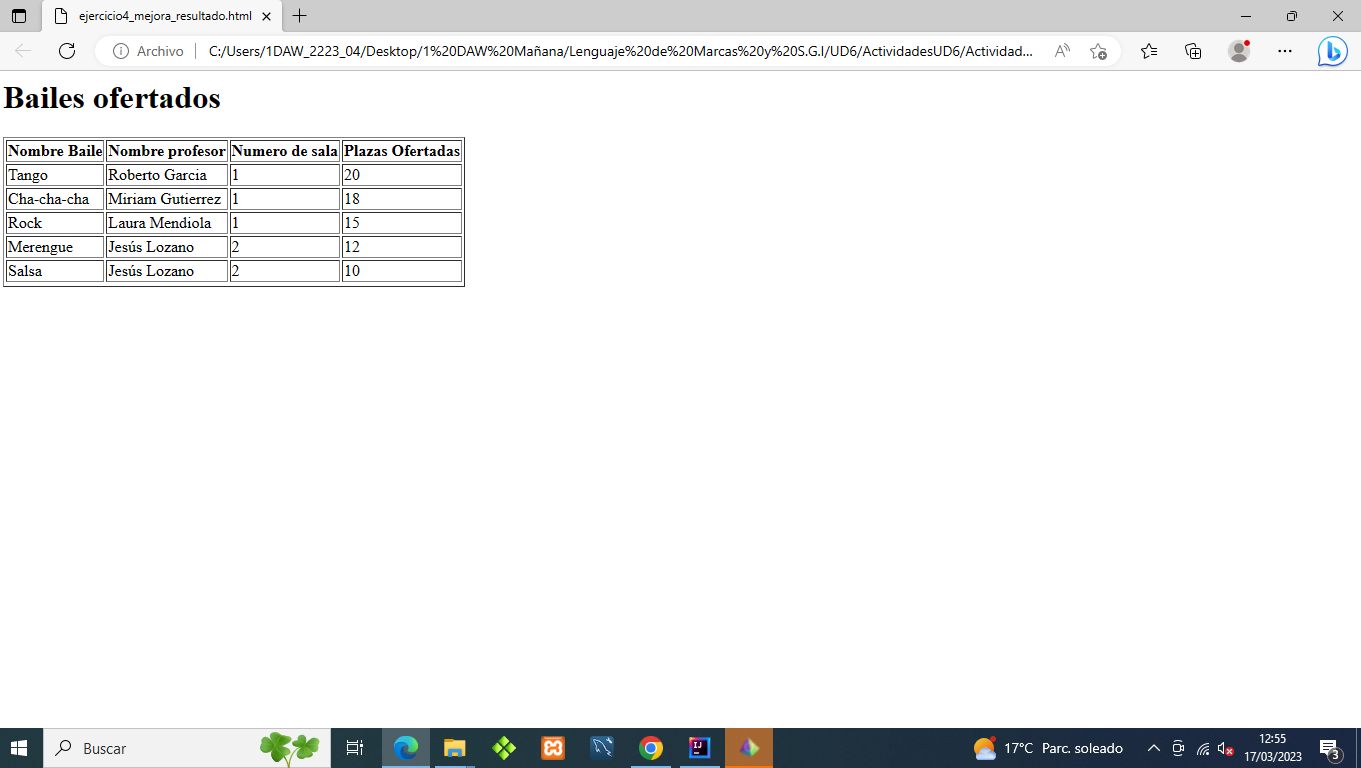 ejercicio4_mejora_resultado.html
Archivo C:/Users/1DAW_2223_04/Desktop/1%20DAW%20Mañana/Lenguaje%20de%20Marcas%20y%20S.G.I/UD6/ActividadesUD6/Actividad...
Bailes ofertados
Nombre Baile Nombre profesor Numero de sala Plazas Ofertadas
Tango Roberto Garcia 1 20
Cha-cha-cha Miriam Gutierrez 1 18
Rock Laura Mendiola 1 15
Merengue Jesús Lozano 2 12
Salsa Jesús Lozano 2 10
Buscar
17°C Parc. soleado
12:55
17/03/2023
3